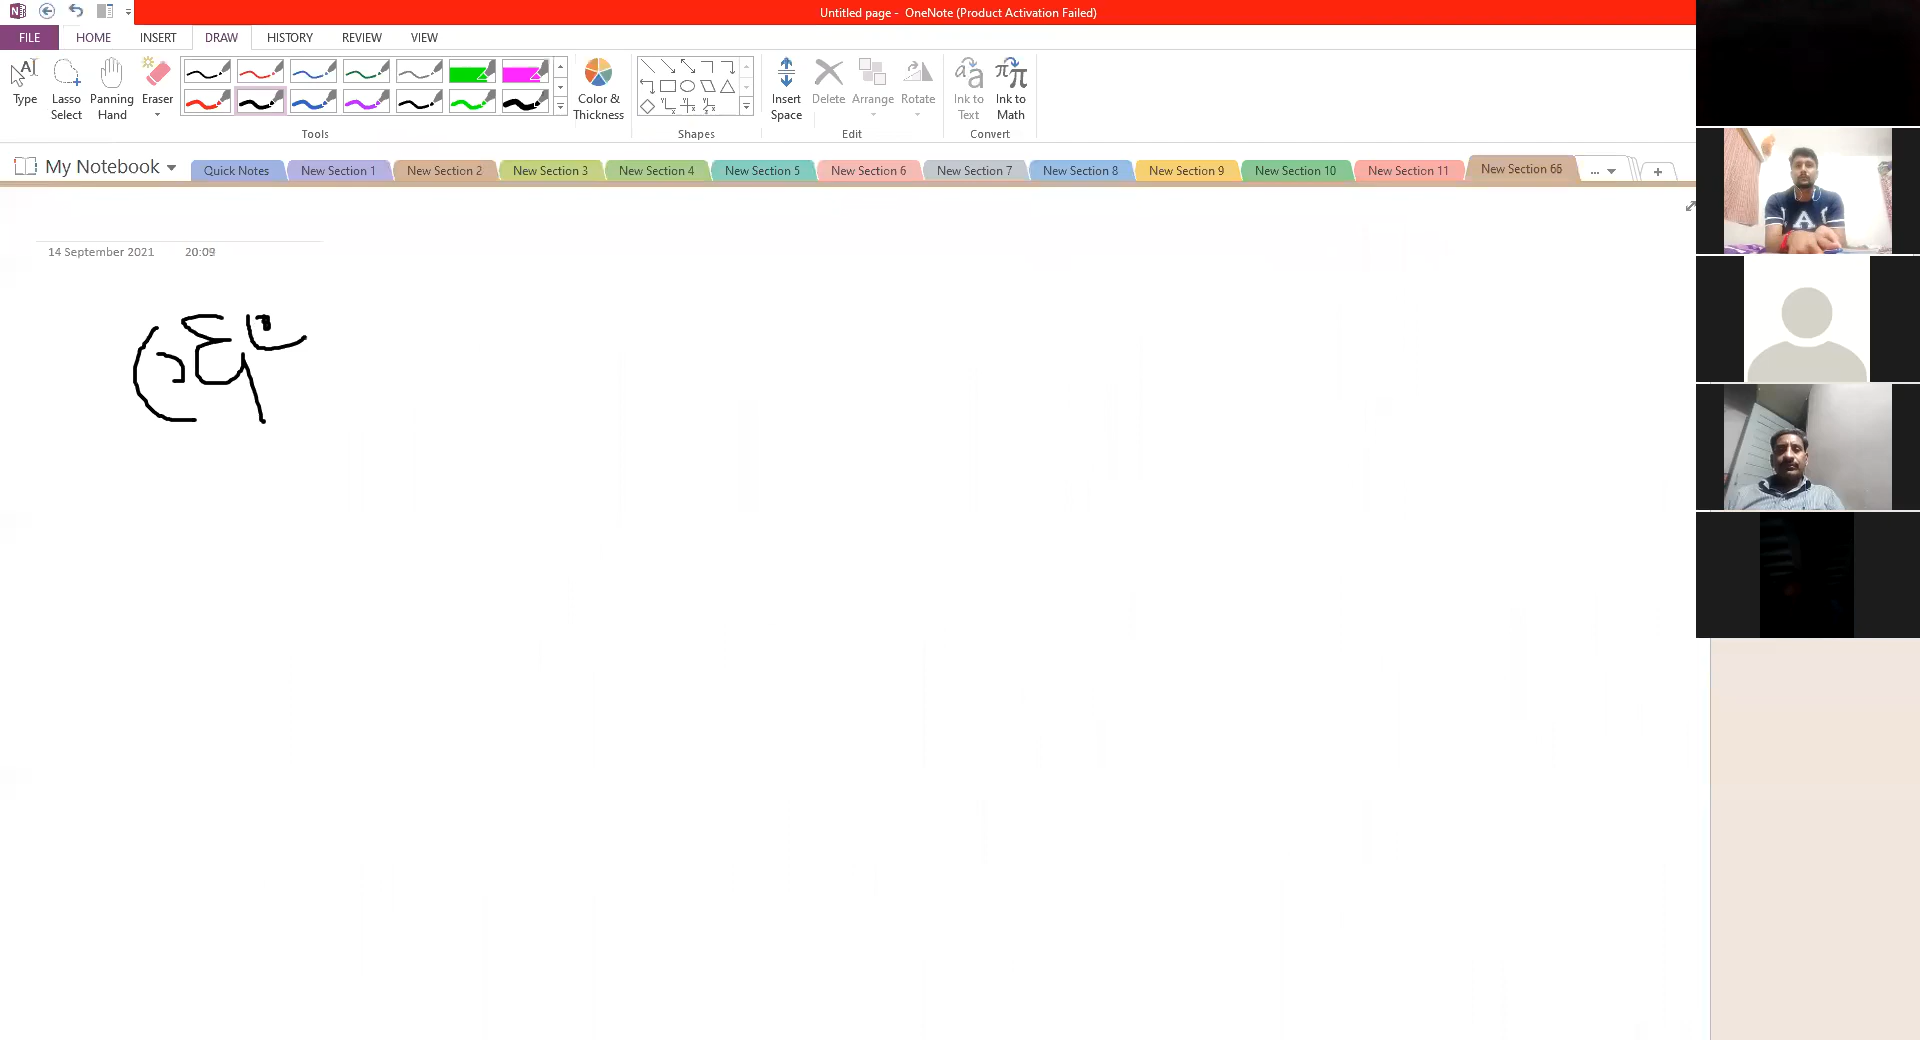 Untitled page - OneNote (Product Activation Failed)
FILE HOME INSERT DRAW HISTORY REVIEW VIEW
Type
Lasso Select
Panning Hand
Eraser
Color & Thickness
Insert Space
Delete
Arrange
Rotate
Ink to Text
Ink to Math
Tools
Shapes
Edit
Convert
My Notebook
Quick Notes
New Section 1
New Section 2
New Section 3
New Section 4
New Section 5
New Section 6
New Section 7
New Section 8
New Section 9
New Section 10
New Section 11
New Section 66
...
14 September 2021